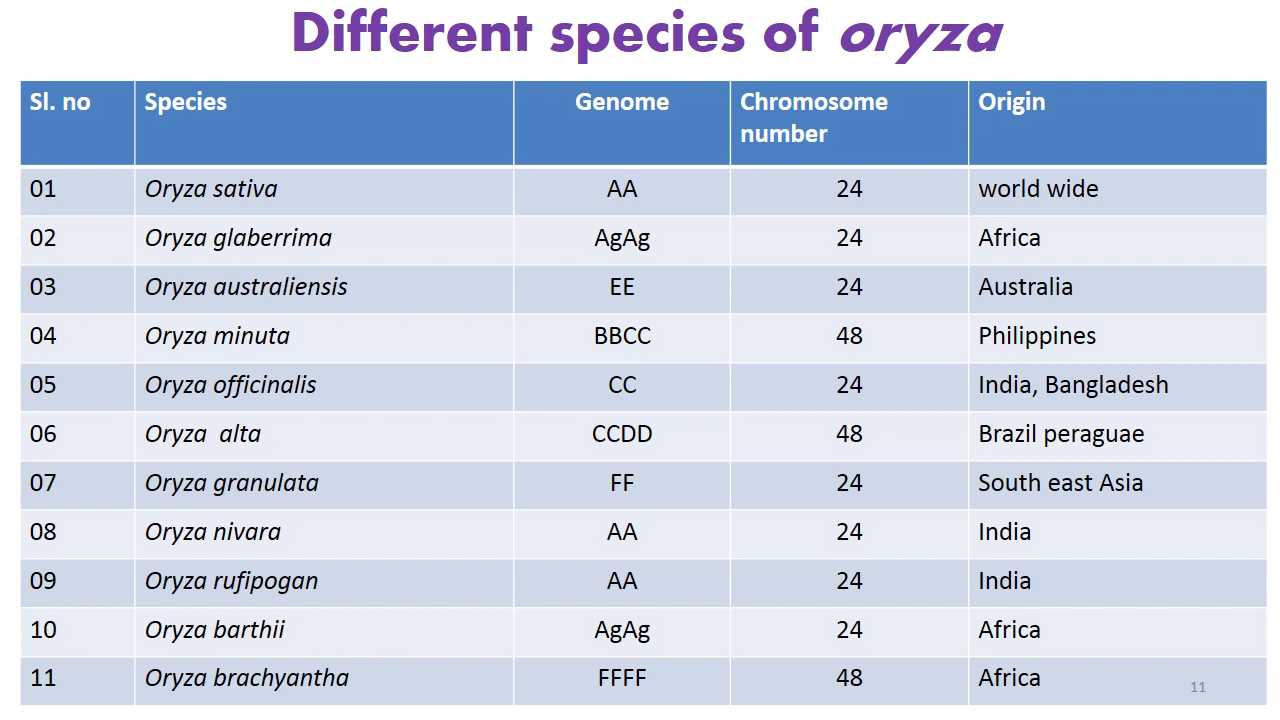 Different species of oryza
Sl. no Species Genome Chromosome number Origin
01 Oryza sativa AA 24 world wide
02 Oryza glaberrima AgAg 24 Africa
03 Oryza australiensis EE 24 Australia
04 Oryza minuta BBCC 48 Philippines
05 Oryza officinalis CC 24 India, Bangladesh
06 Oryza alta CCDD 48 Brazil peraguae
07 Oryza granulata FF 24 South east Asia
08 Oryza nivara AA 24 India
09 Oryza rufipogan AA 24 India
10 Oryza barthii AgAg 24 Africa
11 Oryza brachyantha FFFF 48 Africa
11